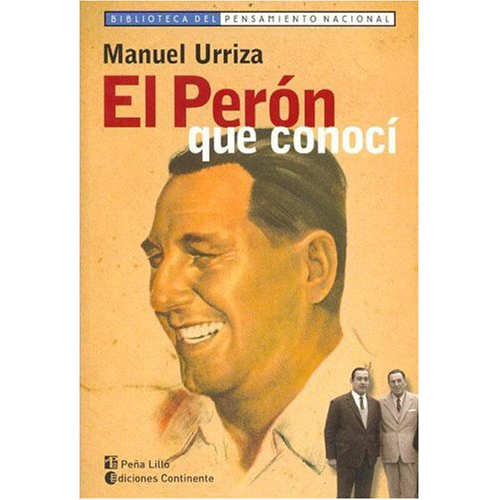 BIBLIOTECA DEL PENSAMIENTO NACIONAL
Manuel Urriza
El Perón
que conocí
Peña Lillo
Ediciones Continente